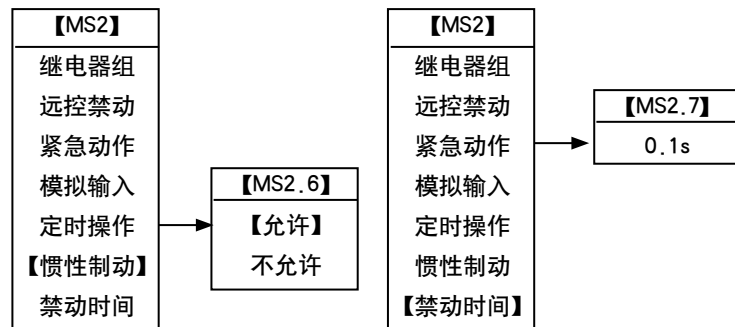 【MS2】
继电器组
远控禁动
紧急动作
模拟输入
定时操作
【惯性制动】
禁动时间
【MS2.6】
【允许】
不允许
【MS2】
继电器组
远控禁动
紧急动作
模拟输入
定时操作
惯性制动
【禁动时间】
【MS2.7】
0.1s